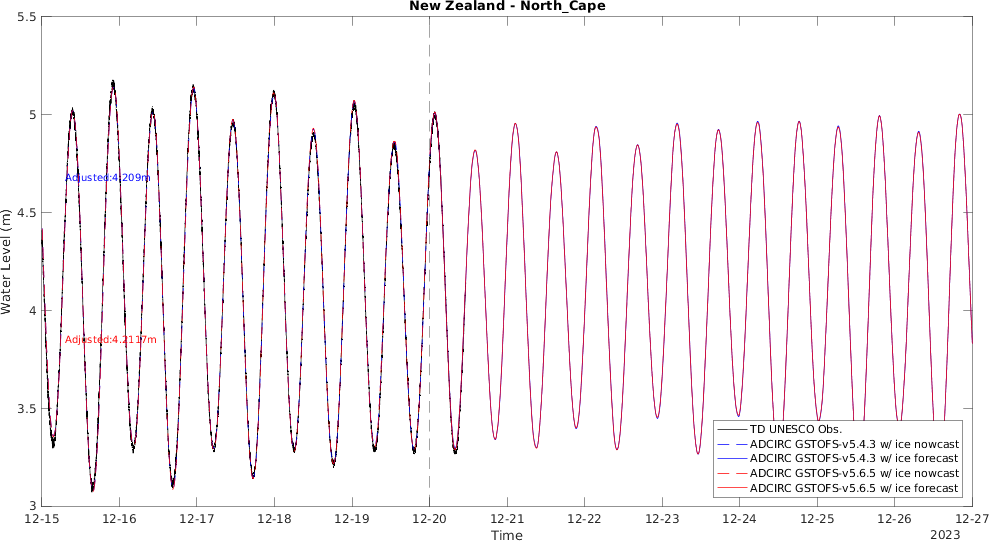 New Zealand - North_Cape
5.5
5
4.5
4
3.5
3
Water Level (m)
Adjusted:4.209m
Adjusted:4.2117m
TD UNESCO Obs.
ADCIRC GSTOFS-v5.4.3 w/ ice nowcast
ADCIRC GSTOFS-v5.4.3 w/ ice forecast
ADCIRC GSTOFS-v5.6.5 w/ ice nowcast
ADCIRC GSTOFS-v5.6.5 w/ ice forecast
12-15 12-16 12-17 12-18 12-19 12-20 12-21 12-22 12-23 12-24 12-25 12-26 12-27
Time
2023